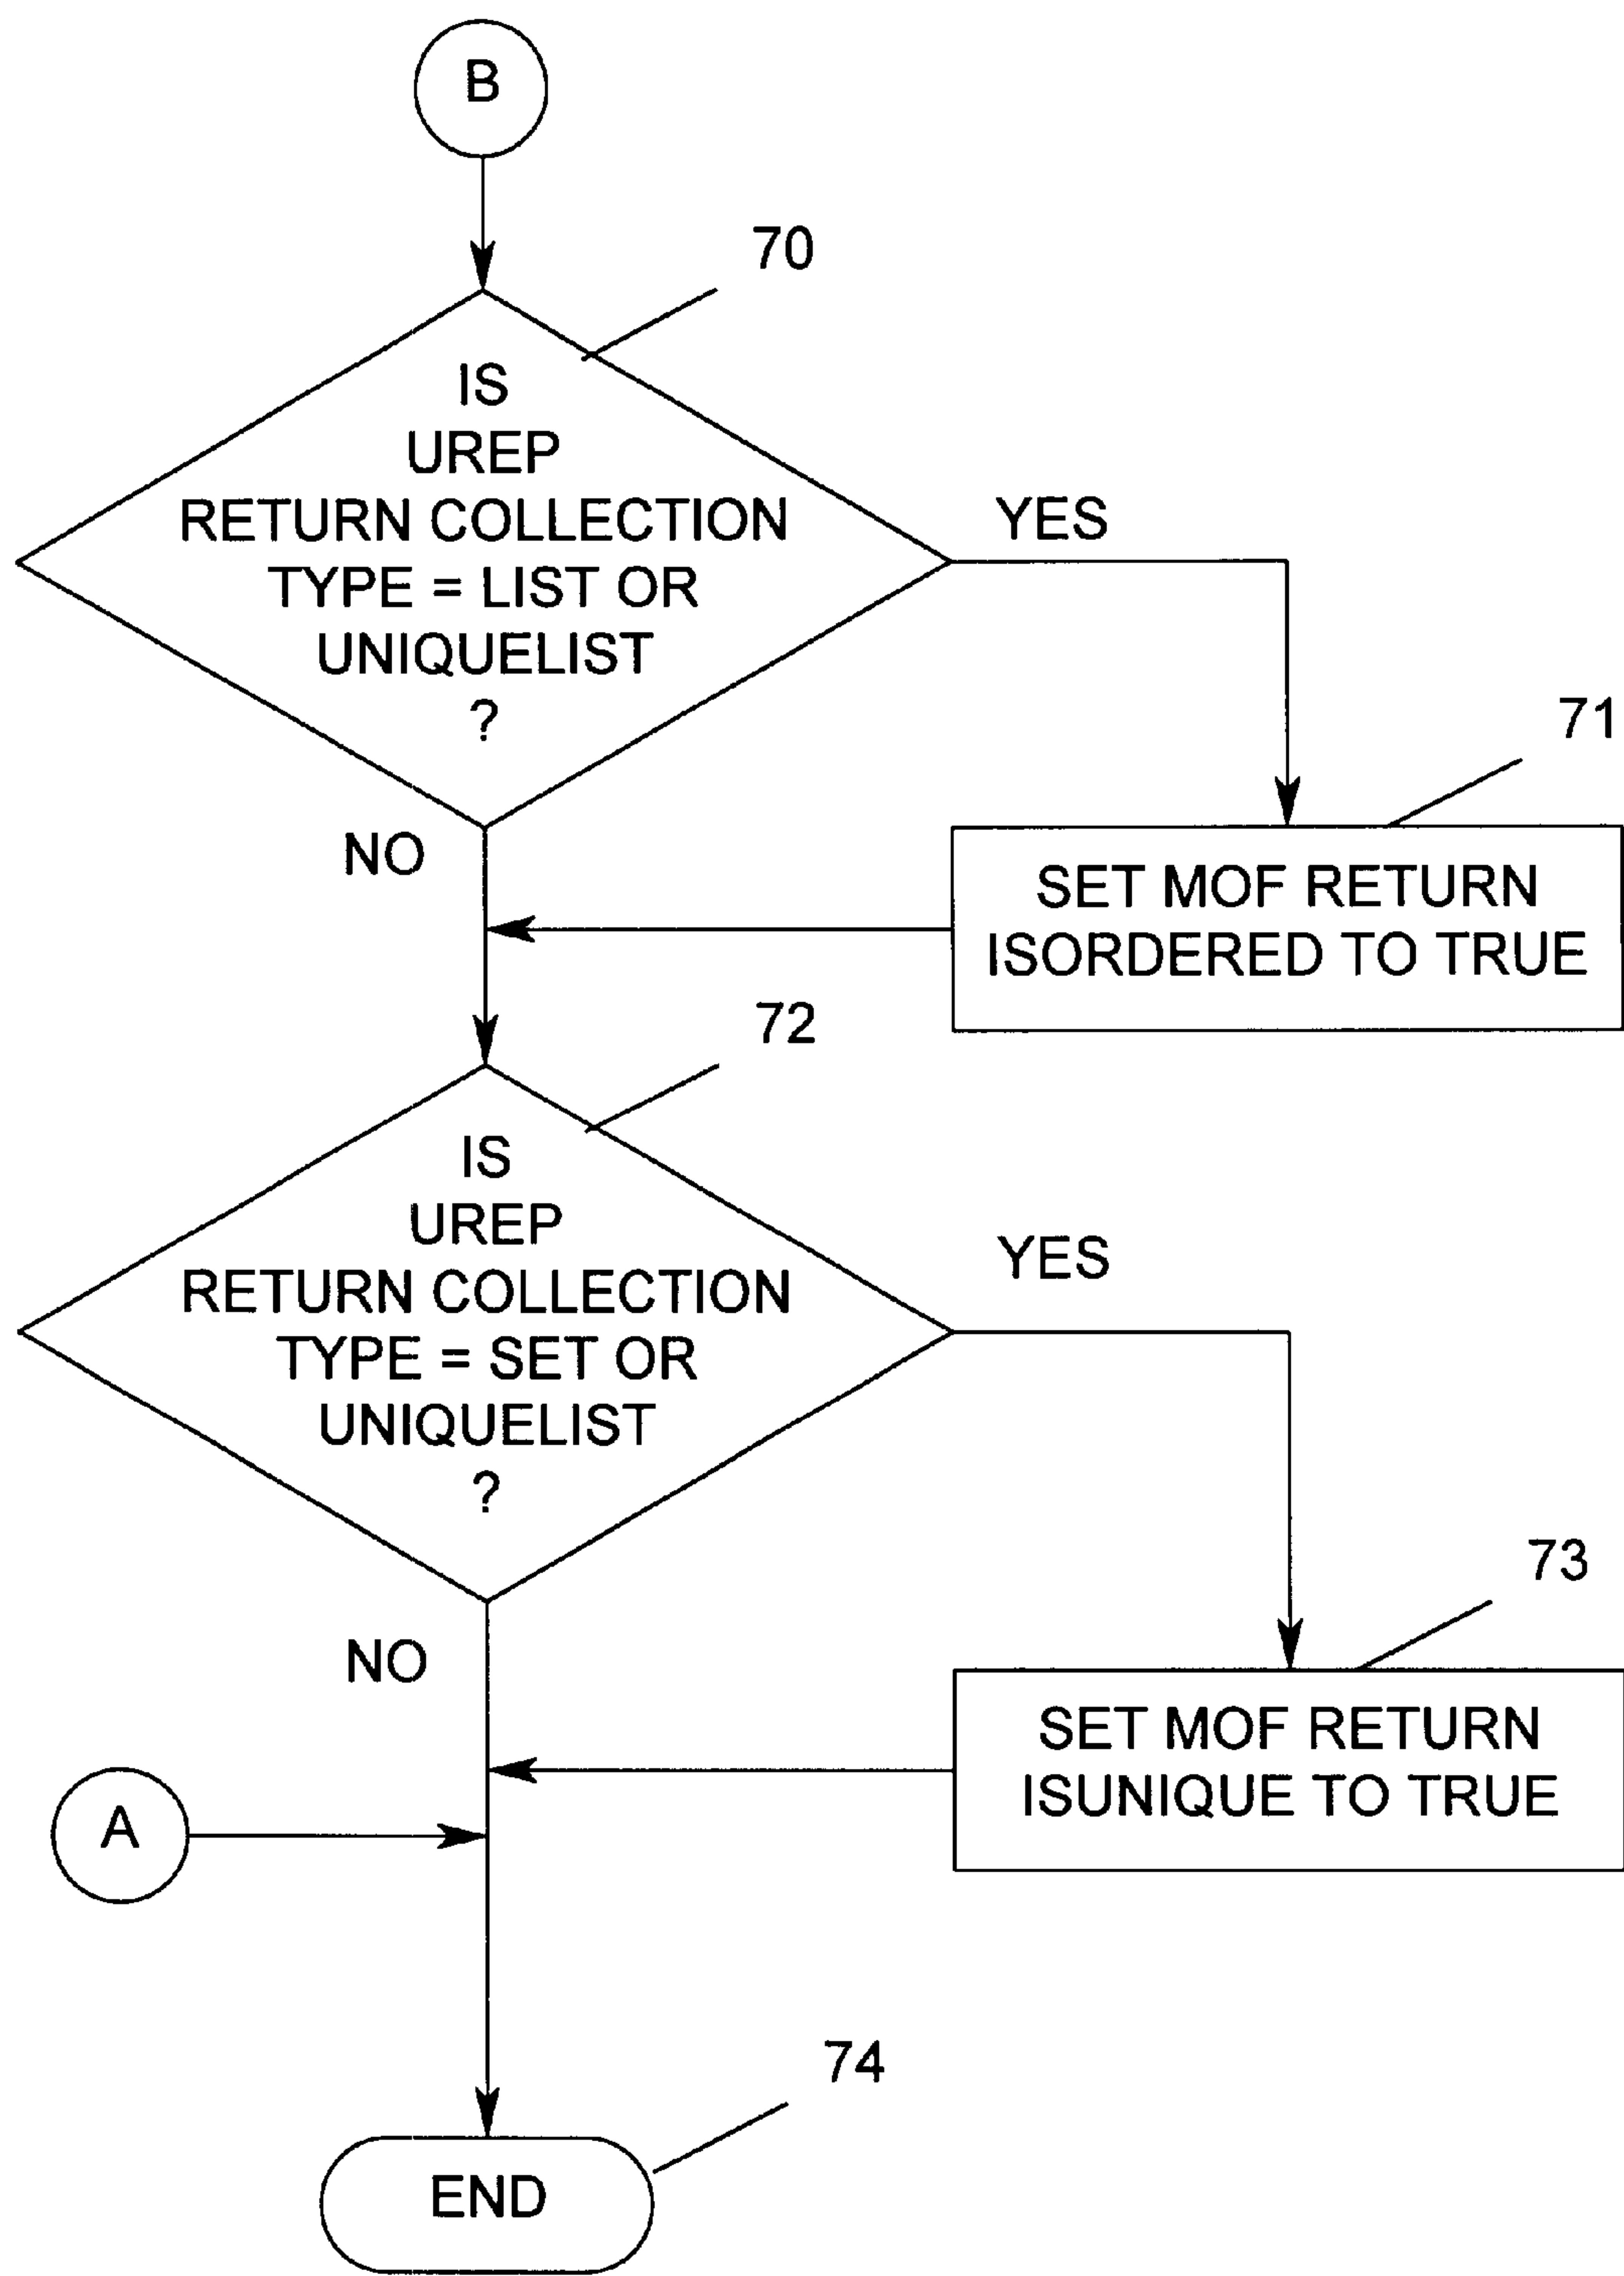 B
70
IS
UREP
RETURN COLLECTION
TYPE = LIST OR
UNIQUELIST
?
YES
NO
71
SET MOF RETURN
ISORDERED TO TRUE
72
IS
UREP
RETURN COLLECTION
TYPE = SET OR
UNIQUELIST
?
YES
NO
73
SET MOF RETURN
ISUNIQUE TO TRUE
A
74
END